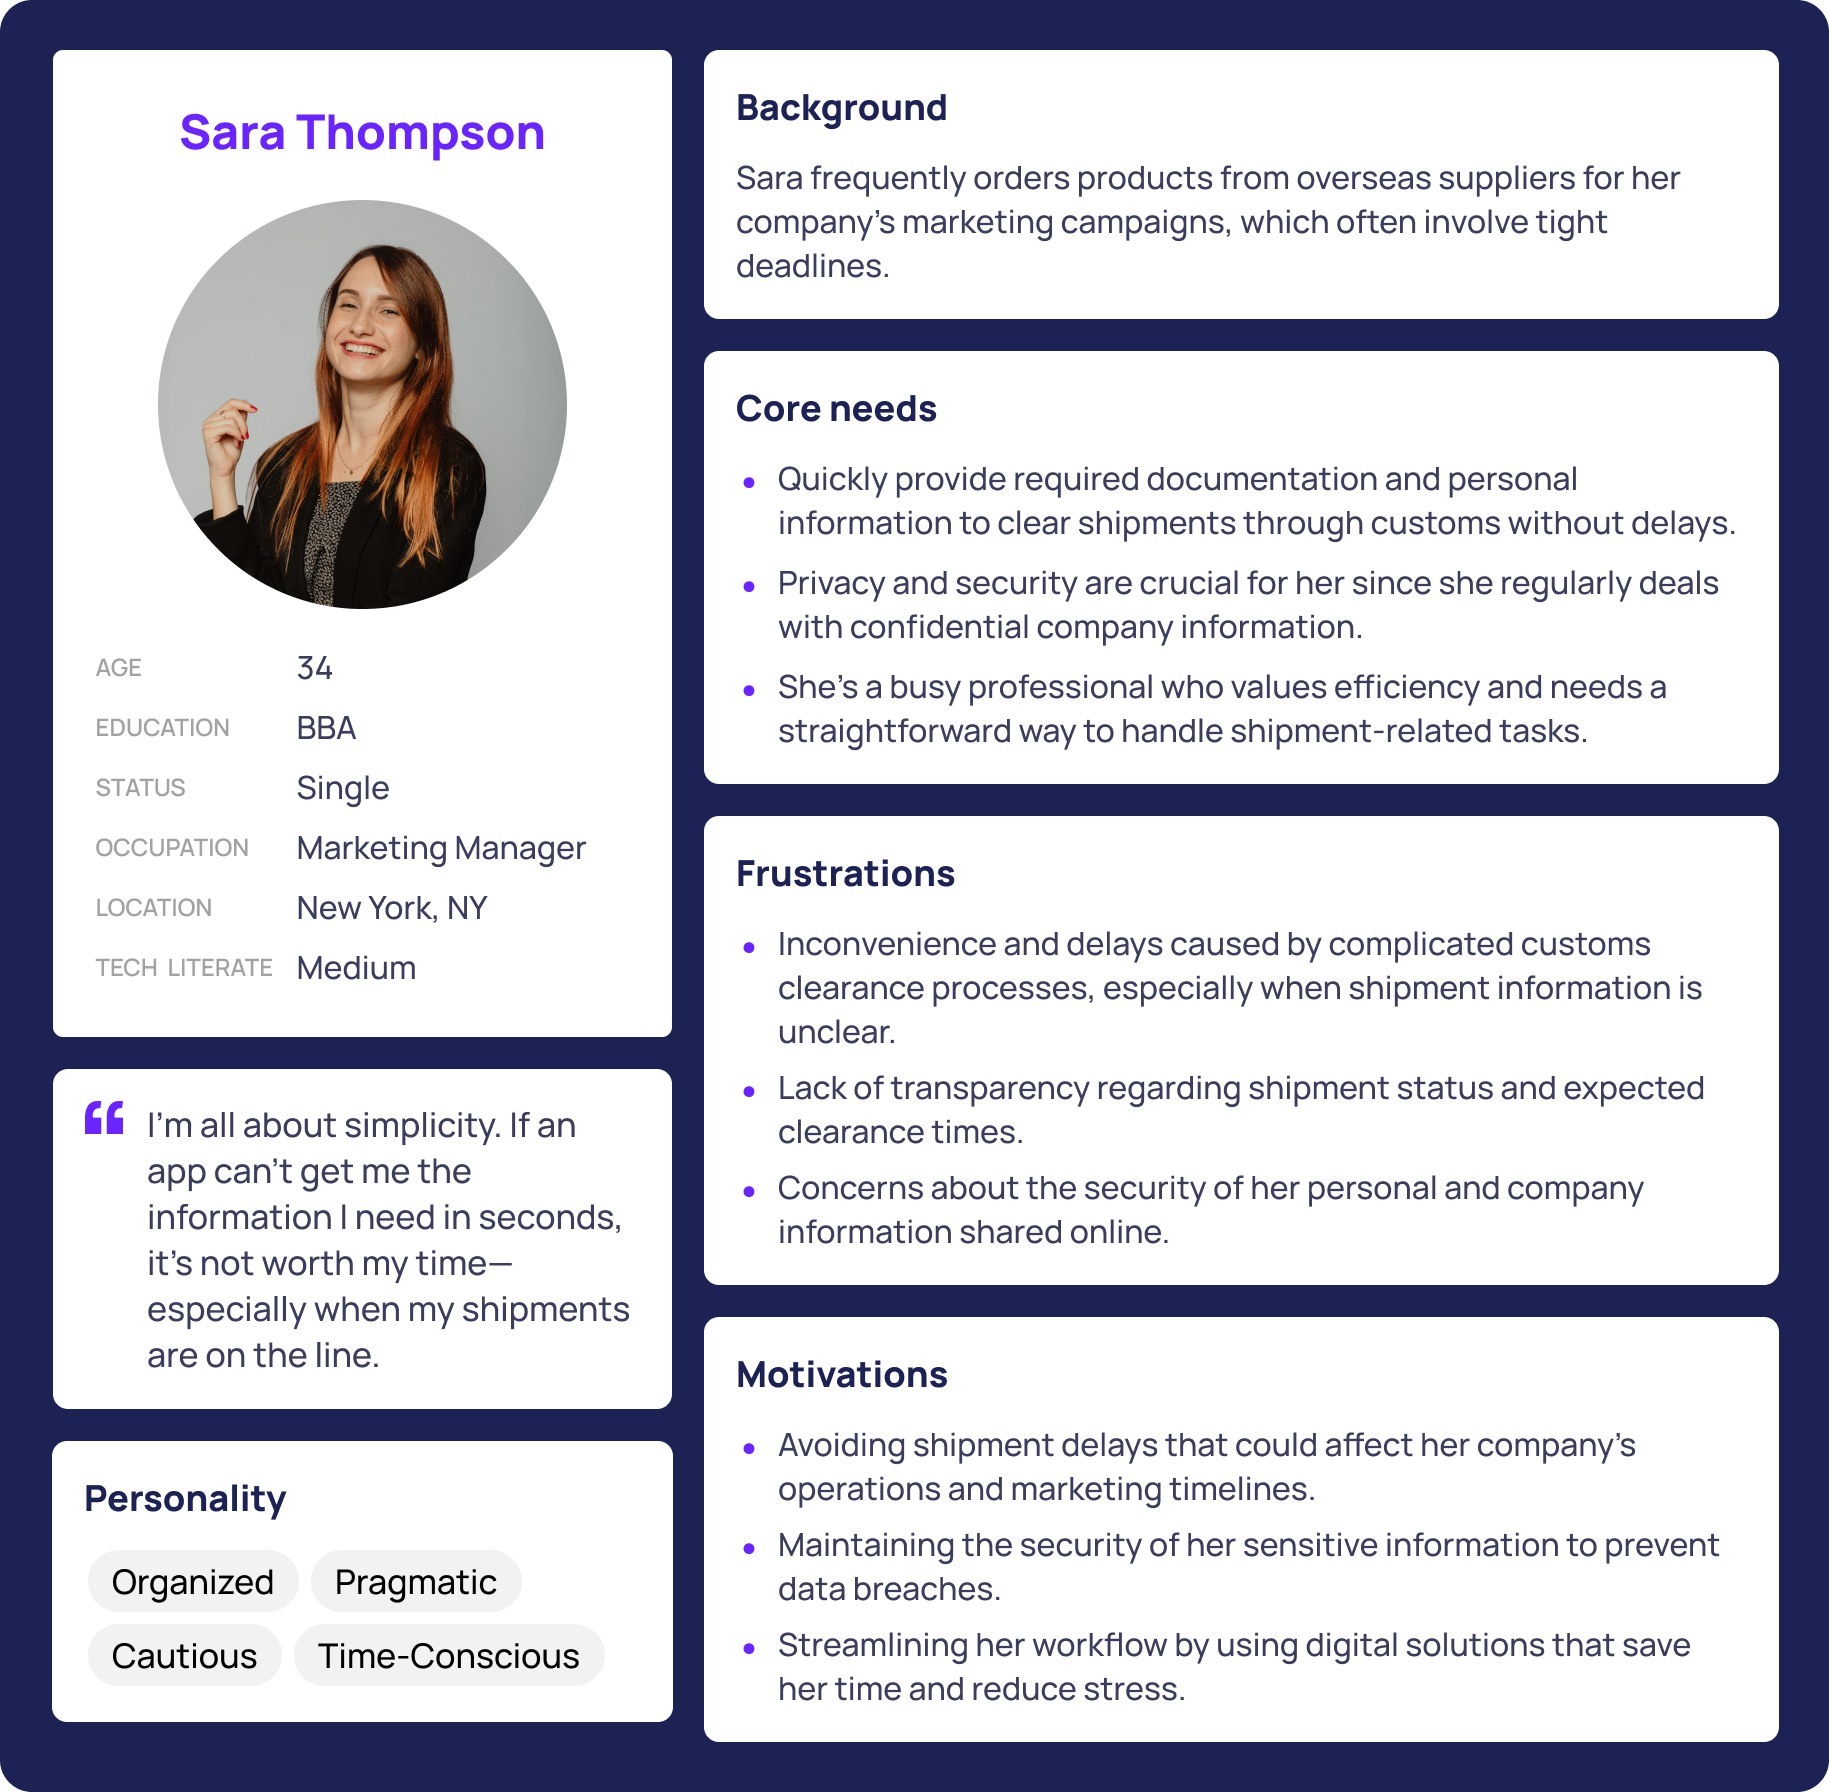 Sara Thompson
AGE 34
EDUCATION BBA
STATUS Single
OCCUPATION Marketing Manager
LOCATION New York, NY
TECH LITERATE Medium
“ I’m all about simplicity. If an
app can’t get me the
information I need in seconds,
it’s not worth my time—
especially when my shipments
are on the line.
Personality
Organized Pragmatic
Cautious Time-Conscious
Background
Sara frequently orders products from overseas suppliers for her
company’s marketing campaigns, which often involve tight
deadlines.
Core needs
• Quickly provide required documentation and personal
information to clear shipments through customs without delays.
• Privacy and security are crucial for her since she regularly deals
with confidential company information.
• She’s a busy professional who values efficiency and needs a
straightforward way to handle shipment-related tasks.
Frustrations
• Inconvenience and delays caused by complicated customs
clearance processes, especially when shipment information is
unclear.
• Lack of transparency regarding shipment status and expected
clearance times.
• Concerns about the security of her personal and company
information shared online.
Motivations
• Avoiding shipment delays that could affect her company’s
operations and marketing timelines.
• Maintaining the security of her sensitive information to prevent
data breaches.
• Streamlining her workflow by using digital solutions that save
her time and reduce stress.